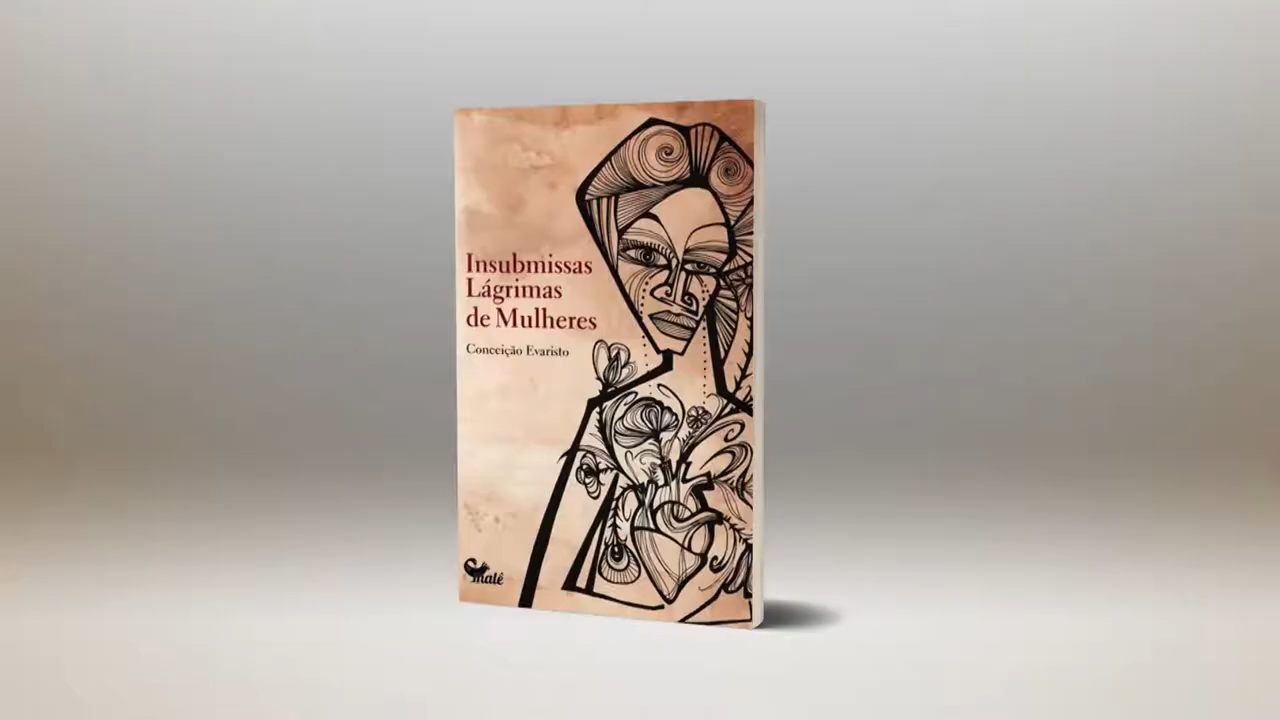 Insubmissas
Lágrimas
de Mulheres
Conceição Evaristo
malê